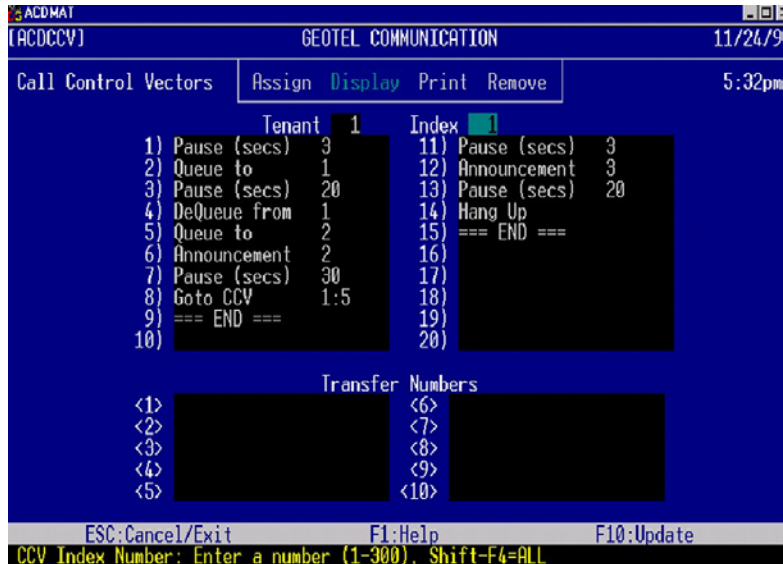 ACDMAT
[ACDCCV] GEOTEL COMMUNICATION 11/24/9
Call Control Vectors Assign Display Print Remove 5:32pm
Tenant 1 Index 1
1) Pause (secs) 3 11) Pause (secs) 3
2) Queue to 1 12) Announcement 3
3) Pause (secs) 20 13) Pause (secs) 20
4) DeQueue from 1 14) Hang Up
5) Queue to 2 15) === END ===
6) Announcement 2 16)
7) Pause (secs) 30 17)
8) Goto CCV 1:5 18)
9) === END === 19)
10) 20)
Transfer Numbers
<1> <6>
<2> <7>
<3> <8>
<4> <9>
<5> <10>
ESC:Cancel/Exit F1:Help F10:Update
CCV Index Number: Enter a number (1-300). Shift-F4=ALL